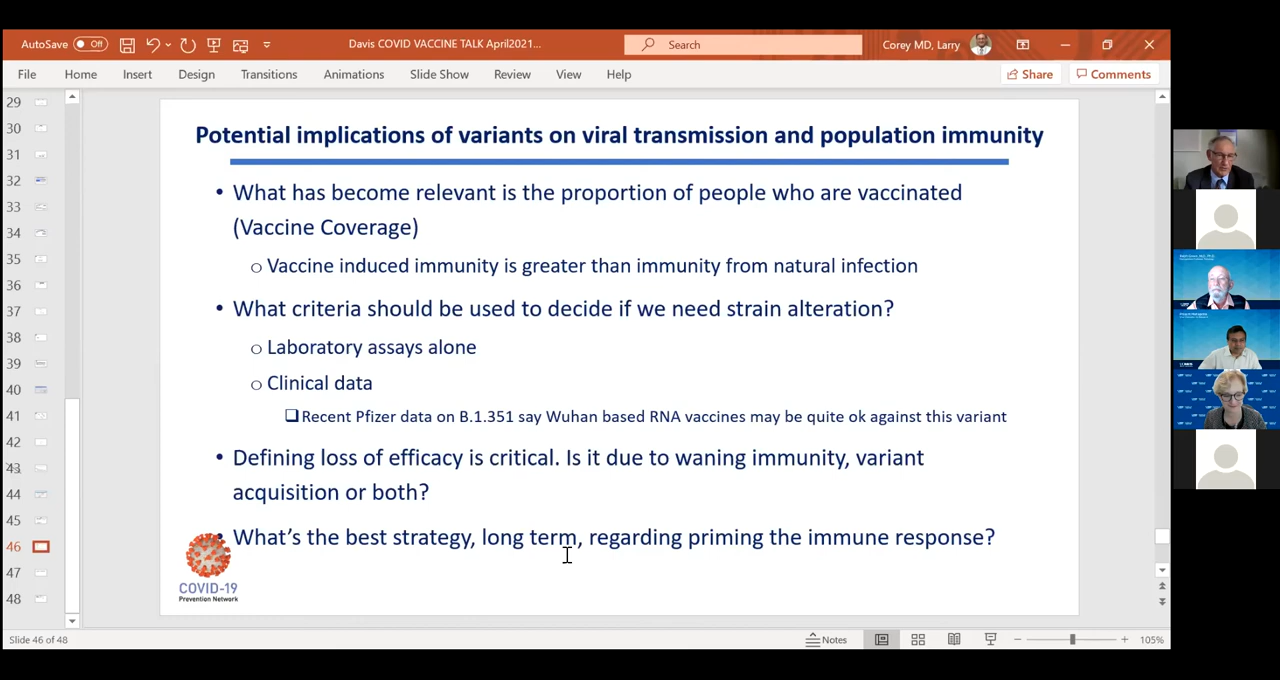 AutoSave Off
Davis COVID VACCINE TALK April2021...
Search
Corey MD, Larry
File Home Insert Design Transitions Animations Slide Show Review View Help
Share Comments
29
30
31
32
33
34
35
36
37
38
39
40
41
42
43
44
45
46
47
48
Potential implications of variants on viral transmission and population immunity
• What has become relevant is the proportion of people who are vaccinated
(Vaccine Coverage)
o Vaccine induced immunity is greater than immunity from natural infection
• What criteria should be used to decide if we need strain alteration?
o Laboratory assays alone
o Clinical data
❑ Recent Pfizer data on B.1.351 say Wuhan based RNA vaccines may be quite ok against this variant
• Defining loss of efficacy is critical. Is it due to waning immunity, variant
acquisition or both?
• What's the best strategy, long term, regarding priming the immune response?
COVID-19
Prevention Network
Slide 46 of 48
Notes
105%